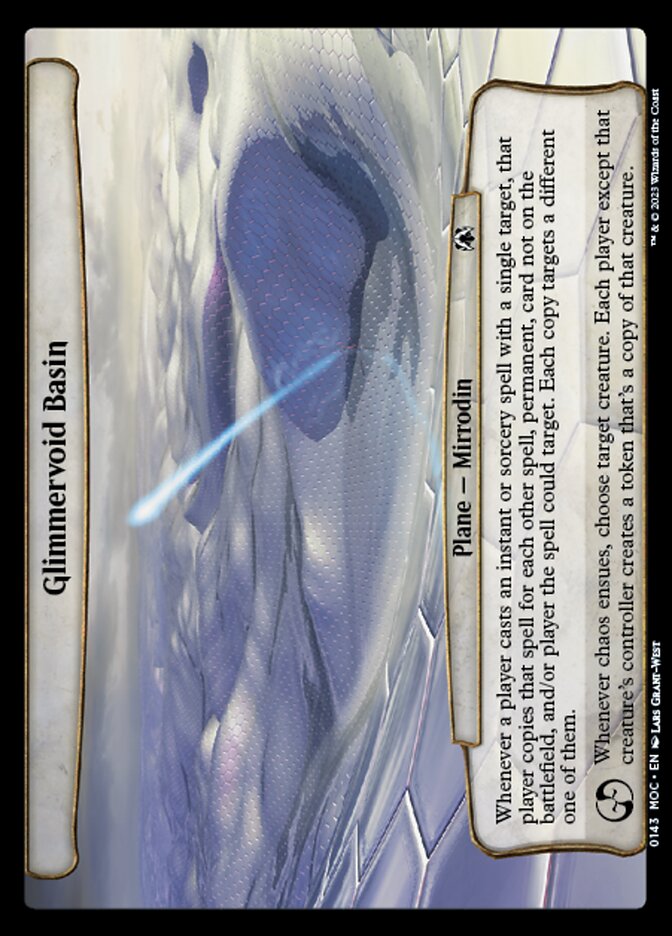 Glimmervoid Basin
Plane — Mirrodin
Whenever a player casts an instant or sorcery spell with a single target, that
player copies that spell for each other spell, permanent, card not on the
battlefield, and/or player the spell could target. Each copy targets a different
one of them.
Whenever chaos ensues, choose target creature. Each player except that
creature's controller creates a token that's a copy of that creature.
0143 MOC • EN Lars Grant-West
™ & © 2023 Wizards of the Coast